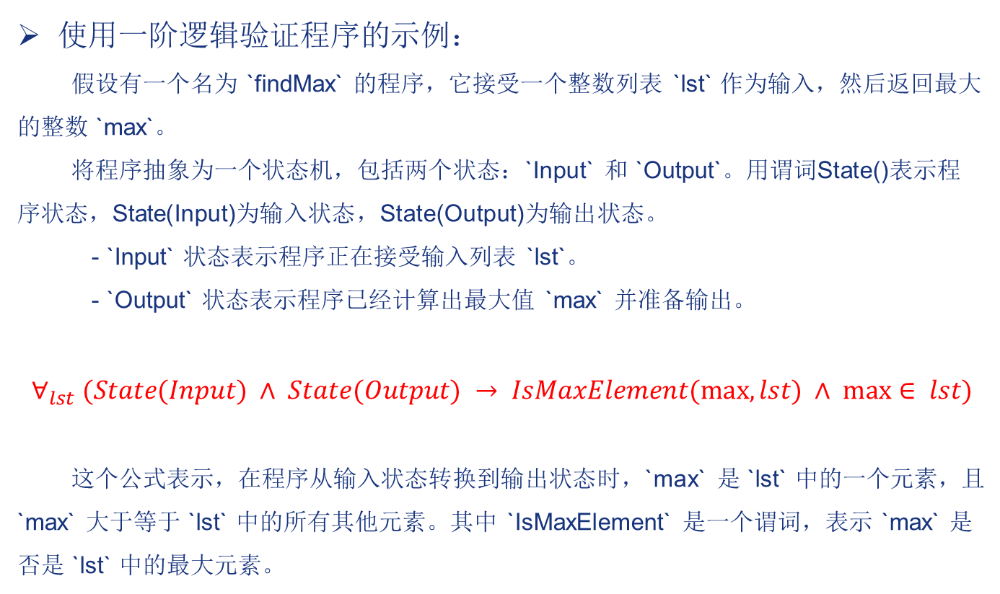 ➢ 使用一阶逻辑验证程序的示例：
假设有一个名为 `findMax` 的程序，它接受一个整数列表 `lst` 作为输入，然后返回最大
的整数 `max`。
将程序抽象为一个状态机，包括两个状态：`Input` 和 `Output`。用谓词State()表示程
序状态，State(Input)为输入状态，State(Output)为输出状态。
- `Input` 状态表示程序正在接受输入列表 `lst`。
- `Output` 状态表示程序已经计算出最大值 `max` 并准备输出。
∀lst (State(Input) ∧ State(Output) → IsMaxElement(max, lst) ∧ max ∈ lst)
这个公式表示，在程序从输入状态转换到输出状态时，`max` 是 `lst` 中的一个元素，且
`max` 大于等于 `lst` 中的所有其他元素。其中 `IsMaxElement` 是一个谓词，表示 `max` 是
否是 `lst` 中的最大元素。